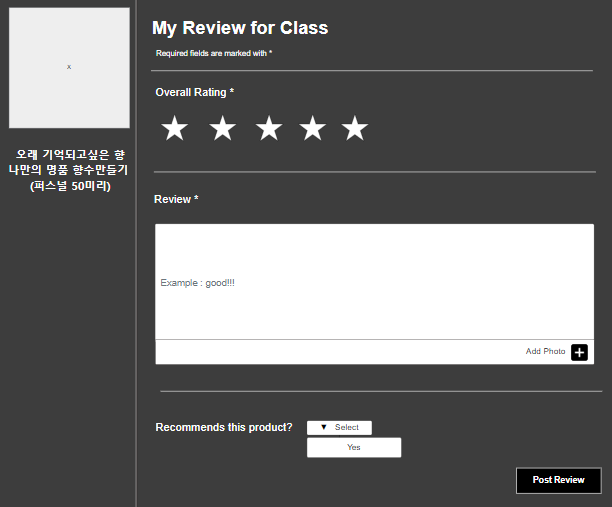 x
오래 기억되고싶은 향
나만의 명품 향수만들기
(퍼스널 50미리)
My Review for Class
Required fields are marked with *
Overall Rating *
Review *
Example : good!!!
Add Photo
Recommends this product?
▼ Select
Yes
Post Review